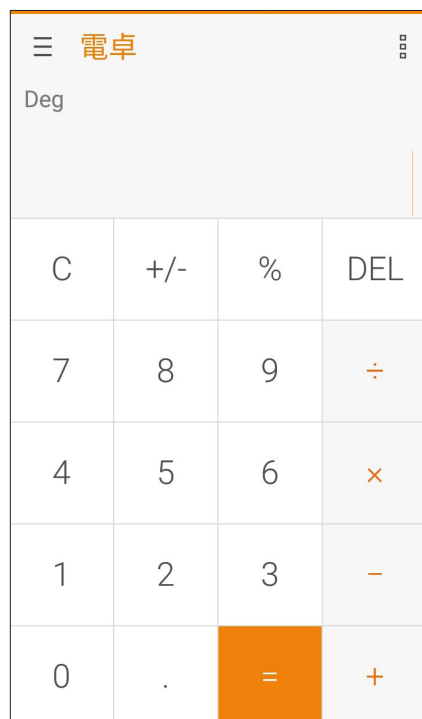 電卓
Deg
C +/- % DEL
7 8 9 ÷
4 5 6 ×
1 2 3 −
0 . = +